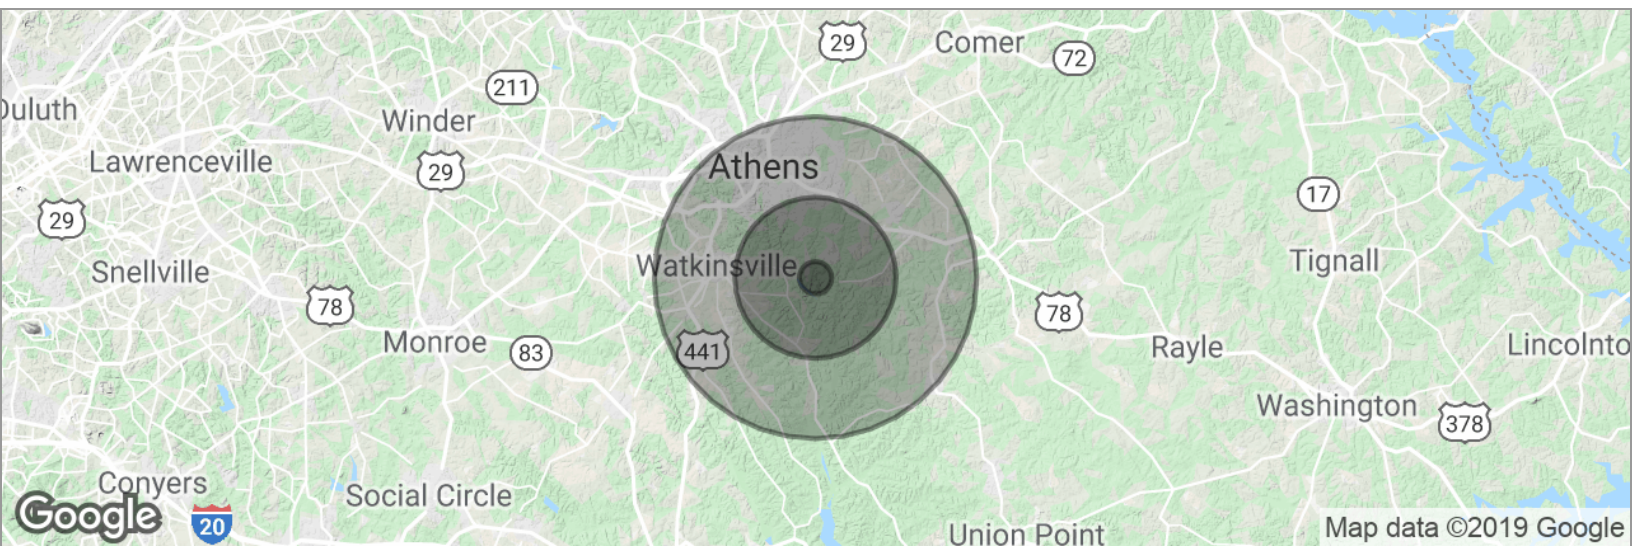 29
Comer
72
211
Duluth
Winder
Lawrenceville
Athens
29
17
29
Watkinsville
Tignall
Snellville
78
78
Monroe
83
441
Rayle
Lincolnto
Washington
378
Conyers
Social Circle
Google
20
Union Point
Map data ©2019 Google